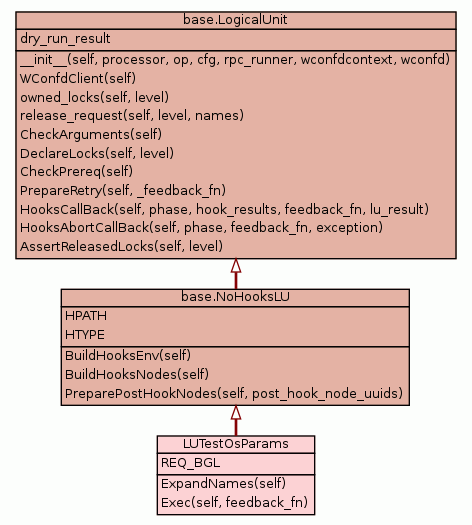 base.LogicalUnit
dry_run_result
__init__(self, processor, op, cfg, rpc_runner, wconfdcontext, wconfd)
WConfdClient(self)
owned_locks(self, level)
release_request(self, level, names)
CheckArguments(self)
DeclareLocks(self, level)
CheckPrereq(self)
PrepareRetry(self, _feedback_fn)
HooksCallBack(self, phase, hook_results, feedback_fn, lu_result)
HooksAbortCallBack(self, phase, feedback_fn, exception)
AssertReleasedLocks(self, level)
base.NoHooksLU
HPATH
HTYPE
BuildHooksEnv(self)
BuildHooksNodes(self)
PreparePostHookNodes(self, post_hook_node_uuids)
LUTestOsParams
REQ_BGL
ExpandNames(self)
Exec(self, feedback_fn)